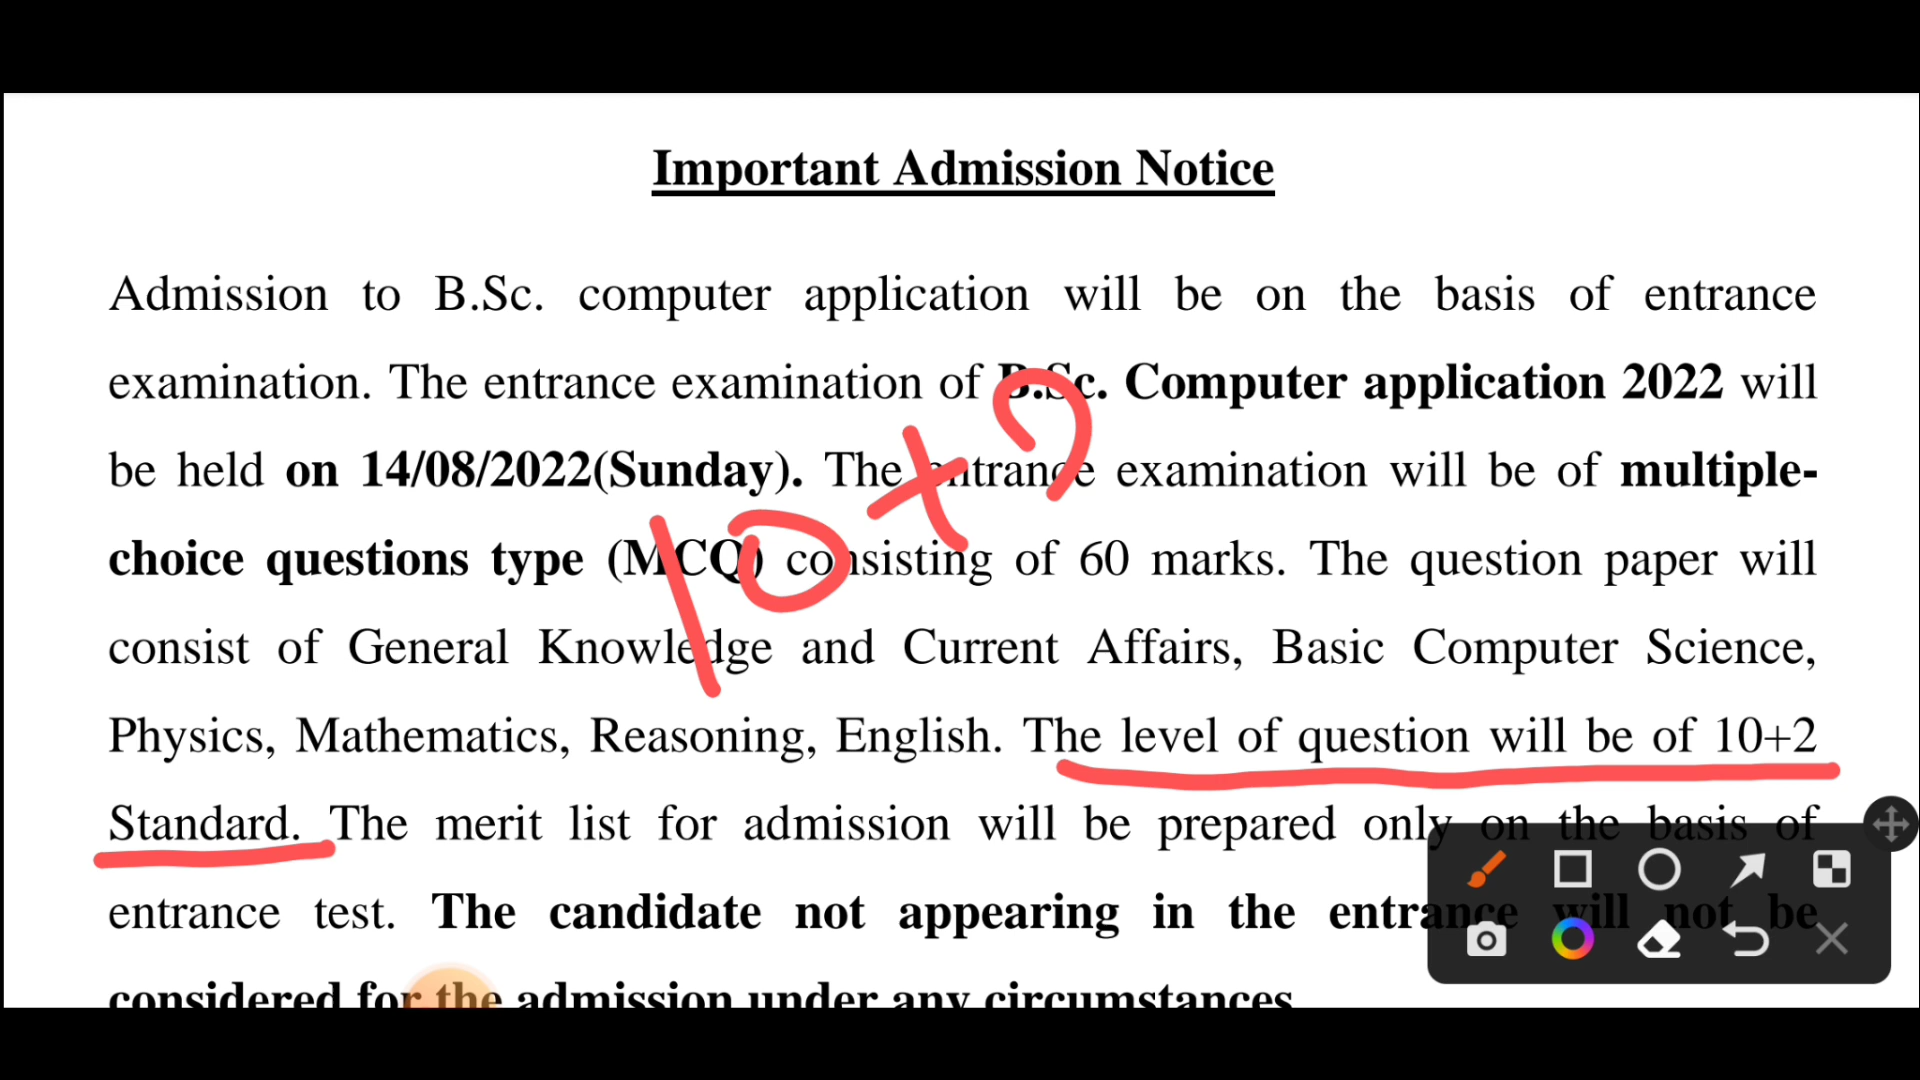 Important Admission Notice
Admission to B.Sc. computer application will be on the basis of entrance
examination. The entrance examination of B.Sc. Computer application 2022 will
be held on 14/08/2022(Sunday). The entrance examination will be of multiple-
choice questions type (MCQ) consisting of 60 marks. The question paper will
consist of General Knowledge and Current Affairs, Basic Computer Science,
Physics, Mathematics, Reasoning, English. The level of question will be of 10+2
Standard. The merit list for admission will be prepared only on the basis of
entrance test. The candidate not appearing in the entrance will not be
considered for the admission under any circumstances
10+2